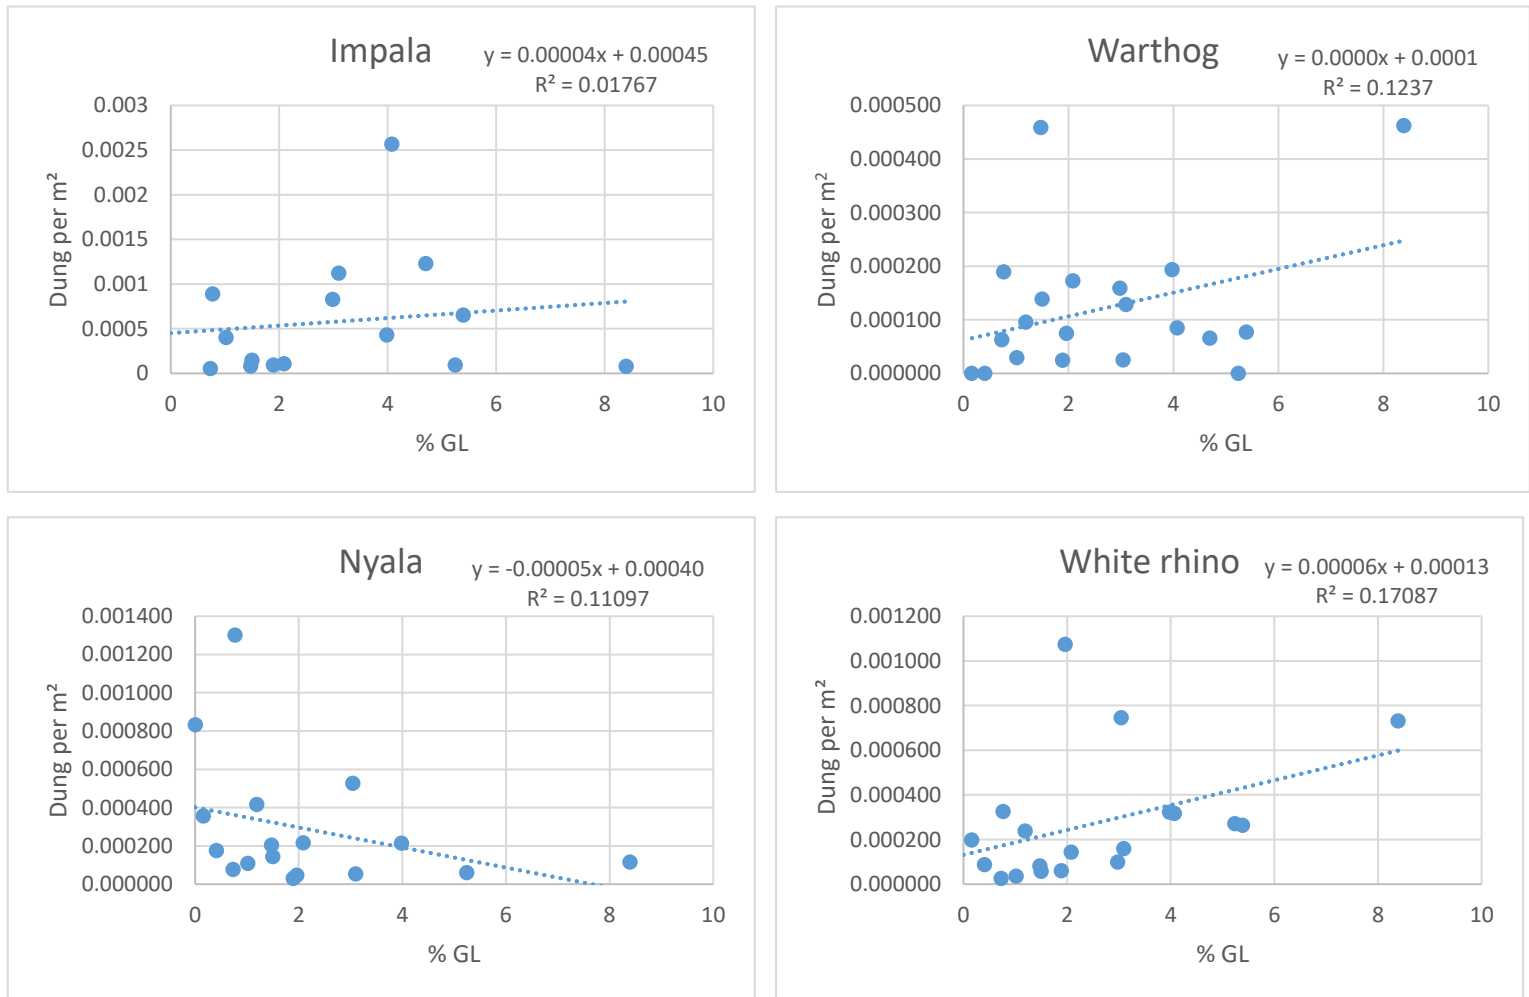 Impala
y = 0.00004x + 0.00045
R² = 0.01767
0.003
0.0025
0.002
0.0015
0.001
0.0005
0
Dung per m²
0 2 4 6 8 10
% GL
Warthog
y = 0.0000x + 0.0001
R² = 0.1237
0.000500
0.000400
0.000300
0.000200
0.000100
0.000000
Dung per m²
0 2 4 6 8 10
% GL
Nyala
y = -0.00005x + 0.00040
R² = 0.11097
0.001400
0.001200
0.001000
0.000800
0.000600
0.000400
0.000200
0.000000
Dung per m²
0 2 4 6 8 10
% GL
White rhino
y = 0.00006x + 0.00013
R² = 0.17087
0.001200
0.001000
0.000800
0.000600
0.000400
0.000200
0.000000
Dung per m²
0 2 4 6 8 10
% GL